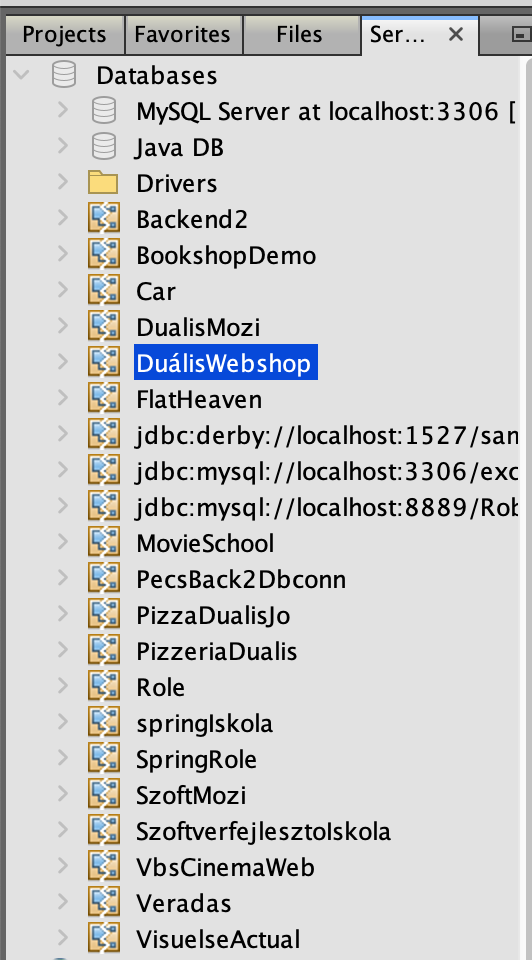 Projects Favorites Files Ser...
Databases
MySQL Server at localhost:3306 [
Java DB
Drivers
Backend2
BookshopDemo
Car
DualisMozi
DuálisWebshop
FlatHeaven
jdbc:derby://localhost:1527/san
jdbc:mysql://localhost:3306/exc
jdbc:mysql://localhost:8889/Rob
MovieSchool
PecsBack2Dbconn
PizzaDualisJo
PizzeriaDualis
Role
springIskola
SpringRole
SzoftMozi
SzoftverfejlesztoIskola
VbsCinemaWeb
Veradas
VisuelseActual